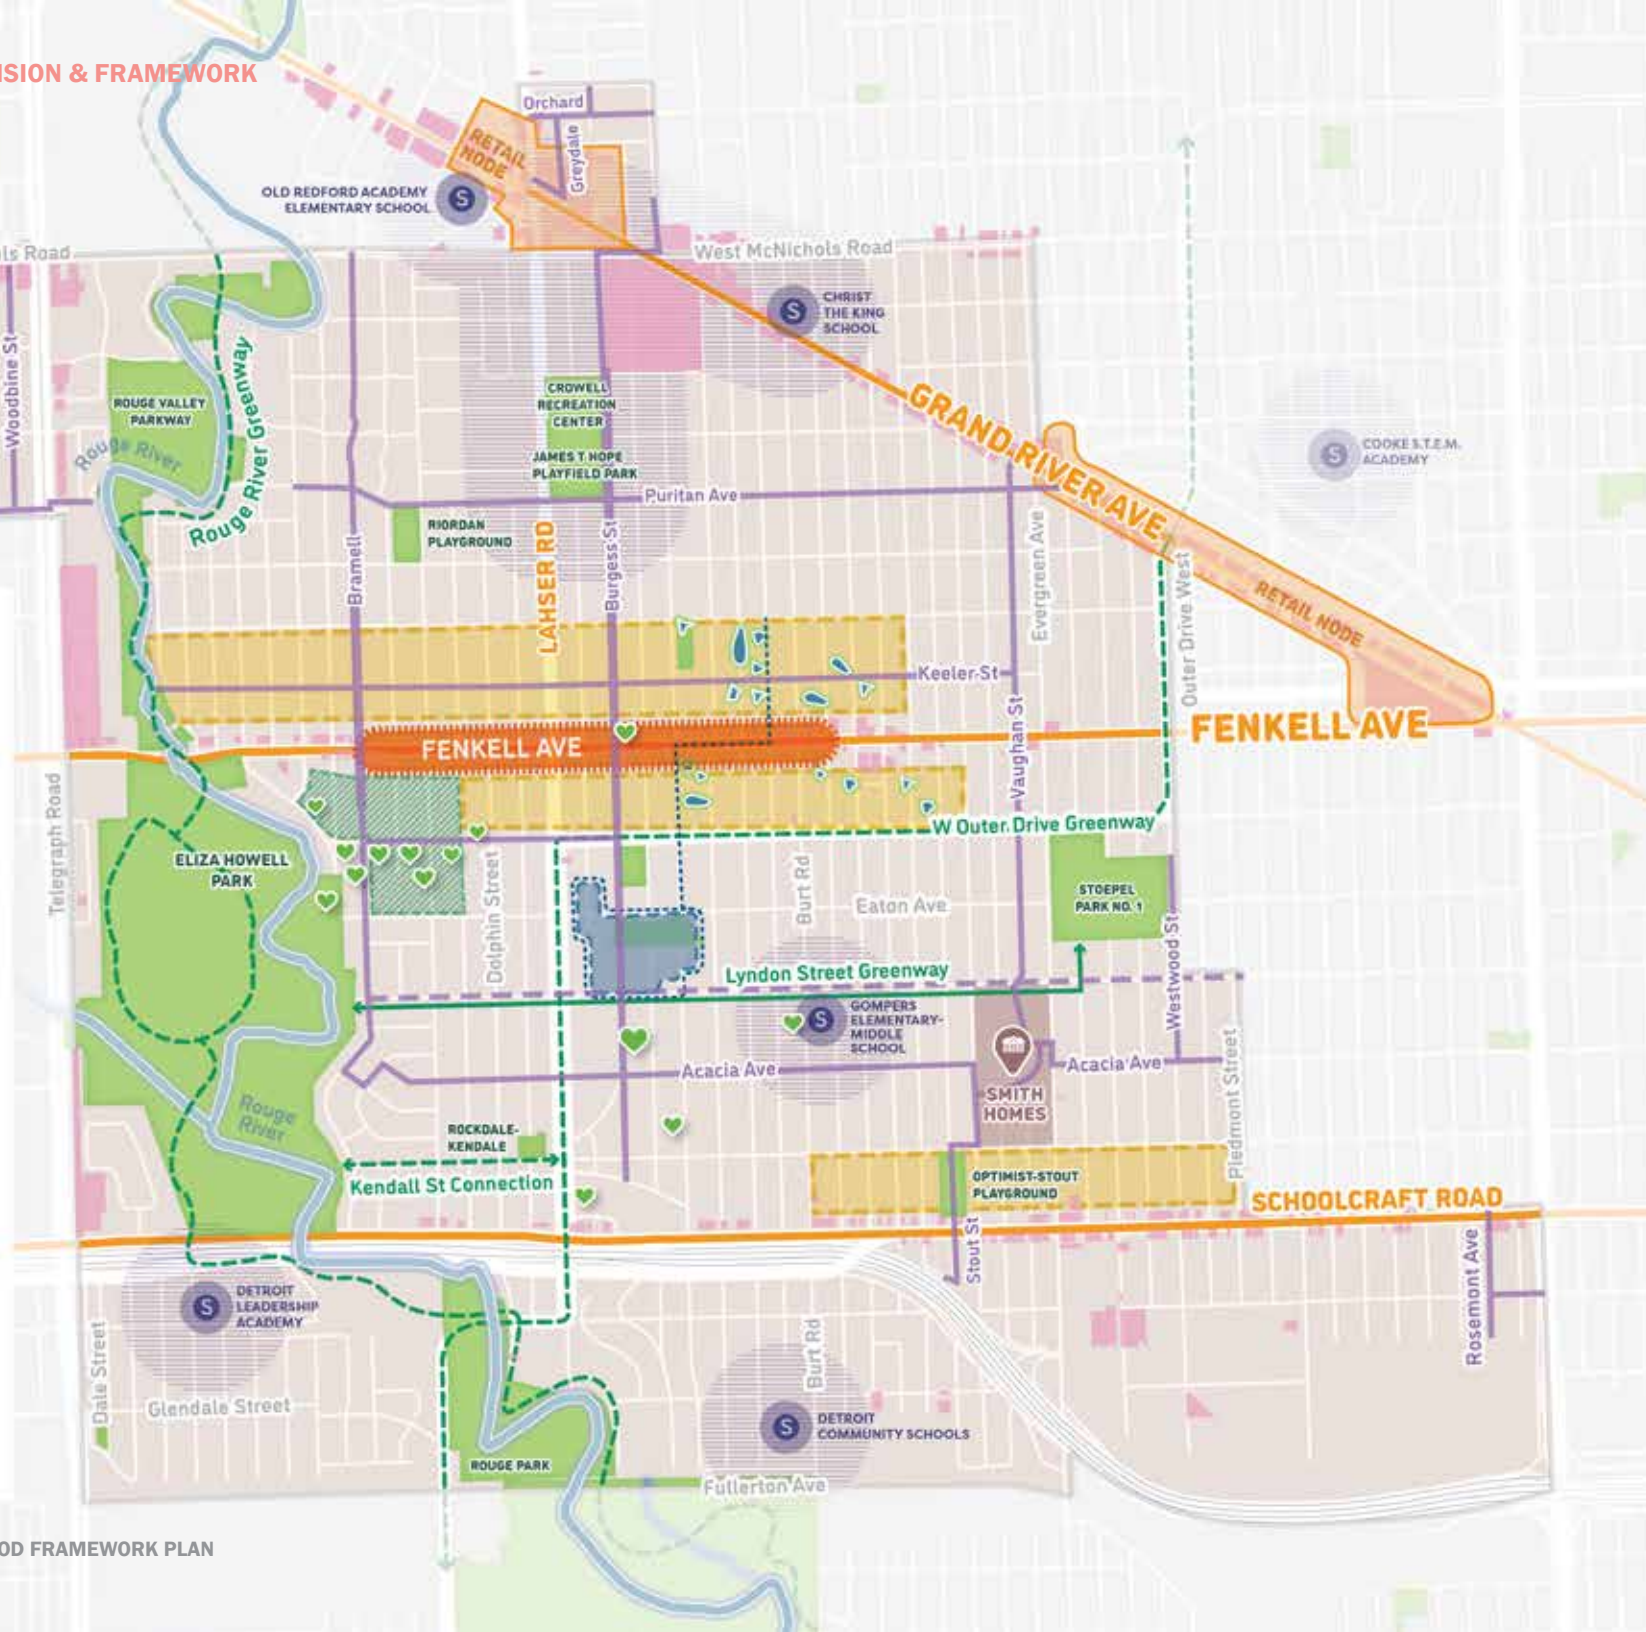 ISION & FRAMEWORK
Orchard
RETAIL
NODE
Greydale
OLD REDFORD ACADEMY
ELEMENTARY SCHOOL
S
ls Road
West McNichols Road
CHRIST
THE KING
SCHOOL
S
Woodbine St
Rouge River Greenway
ROUGE VALLEY
PARKWAY
Rouge River
CROWELL
RECREATION
CENTER
JAMES T HOPE
PLAYFIELD PARK
GRAND RIVER AVE
COOKE S.T.E.M.
ACADEMY
S
Puritan Ave
RIORDAN
PLAYGROUND
Bramell
LAHSER RD
Burgess St
Evergreen Ave
Outer Drive West
RETAIL NODE
Keeler St
FENKELL AVE
FENKELL AVE
Vaughan St
Telegraph Road
W Outer Drive Greenway
ELIZA HOWELL
PARK
Dolphin Street
Burt Rd
Eaton Ave
STOEPEL
PARK NO. 1
Westwood St
Lyndon Street Greenway
S
GOMPERS
ELEMENTARY-
MIDDLE
SCHOOL
Acacia Ave
Acacia Ave
SMITH
HOMES
Piedmont Street
Rouge
River
ROCKDALE-
KENDALE
Kendall St Connection
OPTIMIST-STOUT
PLAYGROUND
SCHOOLCRAFT ROAD
Stout St
Rosemont Ave
S
DETROIT
LEADERSHIP
ACADEMY
Dale Street
Burt Rd
Glendale Street
S
DETROIT
COMMUNITY SCHOOLS
ROUGE PARK
Fullerton Ave
OD FRAMEWORK PLAN